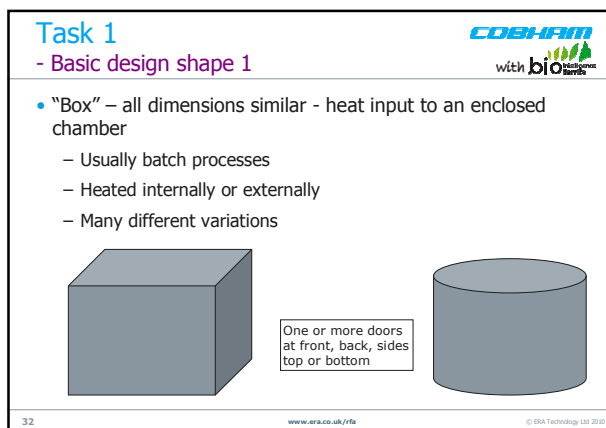 Task 1
- Basic design shape 1
COBHAM
with bio Intelligence
Service
• “Box” – all dimensions similar - heat input to an enclosed
chamber
– Usually batch processes
– Heated internally or externally
– Many different variations
One or more doors
at front, back, sides
top or bottom
32
www.era.co.uk/rfa
© ERA Technology Ltd 2010